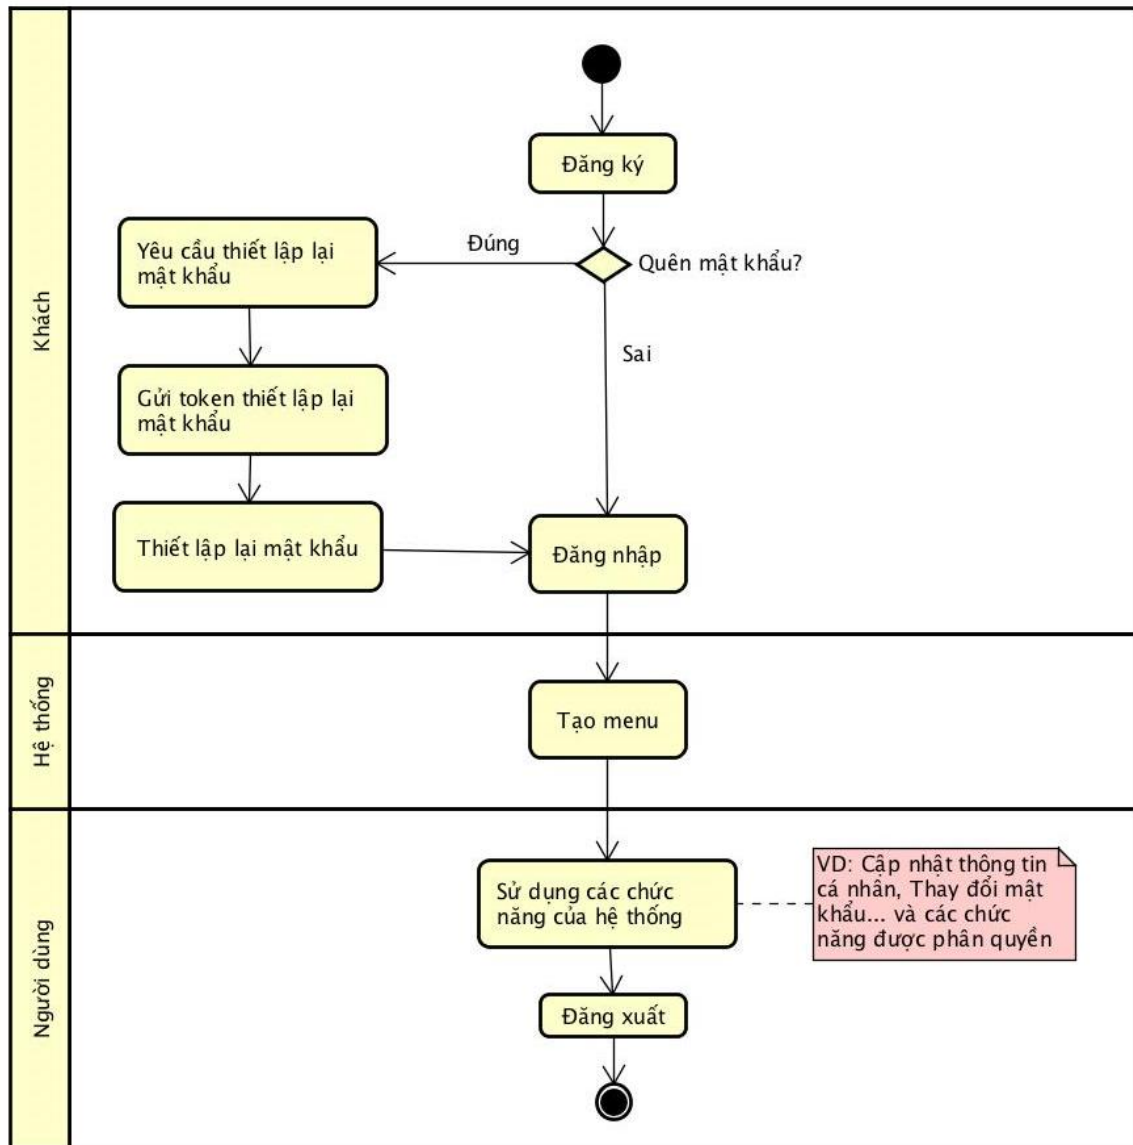 Khách
Đăng ký
Quên mật khẩu?
Đúng
Yêu cầu thiết lập lại
mật khẩu
Sai
Gửi token thiết lập lại
mật khẩu
Thiết lập lại mật khẩu
Đăng nhập
Hệ thống
Tạo menu
Người dùng
Sử dụng các chức
năng của hệ thống
VD: Cập nhật thông tin
cá nhân, Thay đổi mật
khẩu... và các chức
năng được phân quyền
Đăng xuất